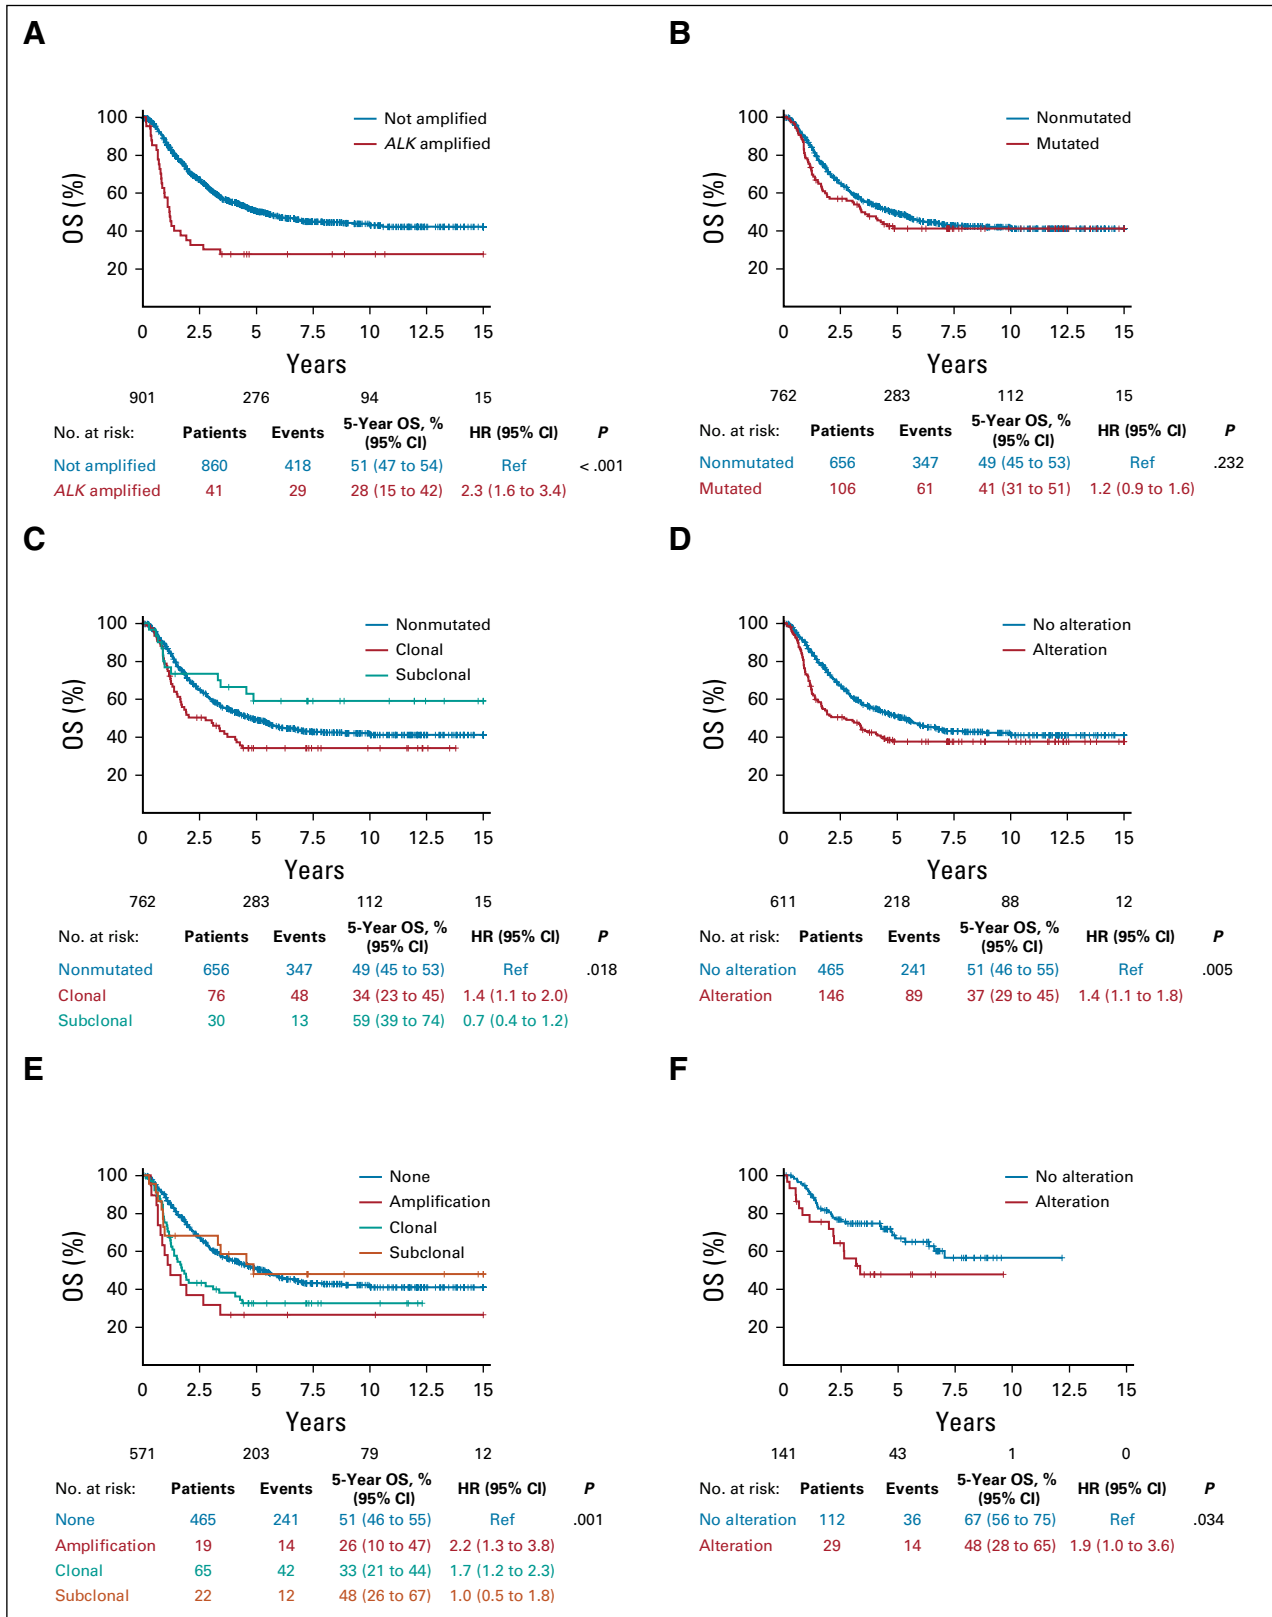 A
100
80
60
40
20
OS (%)
Not amplified
ALK amplified
0 2.5 5 7.5 10 12.5 15
Years
901 276 94 15
No. at risk: Patients Events 5-Year OS, % (95% CI) HR (95% CI) P
Not amplified 860 418 51 (47 to 54) Ref < .001
ALK amplified 41 29 28 (15 to 42) 2.3 (1.6 to 3.4)
B
100
80
60
40
20
OS (%)
Nonmutated
Mutated
0 2.5 5 7.5 10 12.5 15
Years
762 283 112 15
No. at risk: Patients Events 5-Year OS, % (95% CI) HR (95% CI) P
Nonmutated 656 347 49 (45 to 53) Ref .232
Mutated 106 61 41 (31 to 51) 1.2 (0.9 to 1.6)
C
100
80
60
40
20
OS (%)
Nonmutated
Clonal
Subclonal
0 2.5 5 7.5 10 12.5 15
Years
762 283 112 15
No. at risk: Patients Events 5-Year OS, % (95% CI) HR (95% CI) P
Nonmutated 656 347 49 (45 to 53) Ref .018
Clonal 76 48 34 (23 to 45) 1.4 (1.1 to 2.0)
Subclonal 30 13 59 (39 to 74) 0.7 (0.4 to 1.2)
D
100
80
60
40
20
OS (%)
No alteration
Alteration
0 2.5 5 7.5 10 12.5 15
Years
611 218 88 12
No. at risk: Patients Events 5-Year OS, % (95% CI) HR (95% CI) P
No alteration 465 241 51 (46 to 55) Ref .005
Alteration 146 89 37 (29 to 45) 1.4 (1.1 to 1.8)
E
100
80
60
40
20
OS (%)
None
Amplification
Clonal
Subclonal
0 2.5 5 7.5 10 12.5 15
Years
571 203 79 12
No. at risk: Patients Events 5-Year OS, % (95% CI) HR (95% CI) P
None 465 241 51 (46 to 55) Ref .001
Amplification 19 14 26 (10 to 47) 2.2 (1.3 to 3.8)
Clonal 65 42 33 (21 to 44) 1.7 (1.2 to 2.3)
Subclonal 22 12 48 (26 to 67) 1.0 (0.5 to 1.8)
F
100
80
60
40
20
OS (%)
No alteration
Alteration
0 2.5 5 7.5 10 12.5 15
Years
141 43 1 0
No. at risk: Patients Events 5-Year OS, % (95% CI) HR (95% CI) P
No alteration 112 36 67 (56 to 75) Ref .034
Alteration 29 14 48 (28 to 65) 1.9 (1.0 to 3.6)